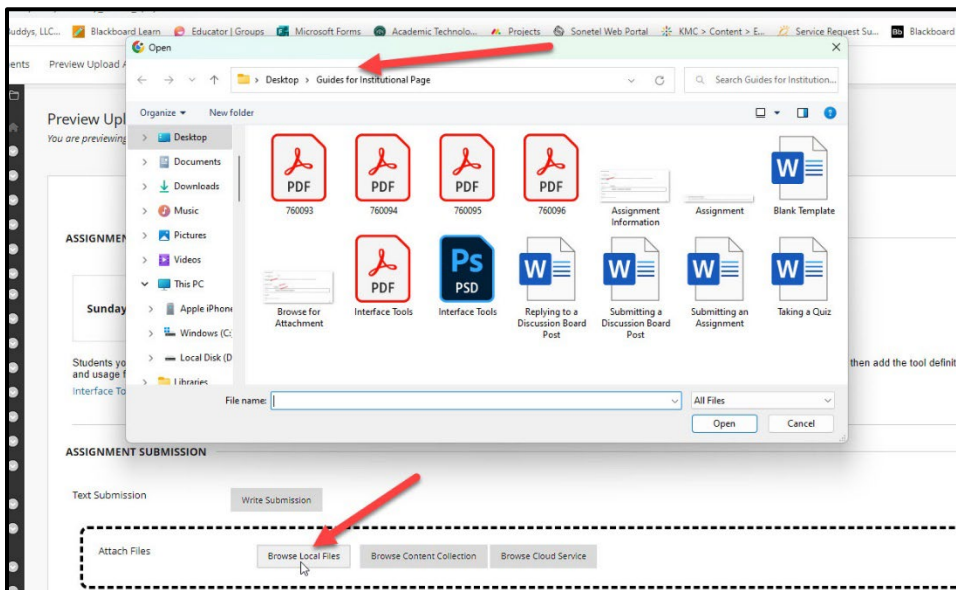 uddys, LLC... Blackboard Learn Educator | Groups Microsoft Forms Academic Technolo... Projects Sonetel Web Portal KMC > Content > E... Service Request Su... Bb Blackboard
ents Preview Upload A
Open
Desktop > Guides for Institutional Page
Search Guides for Institution...
Organize New folder
Preview Upl
You are previewing
Desktop
Documents
Downloads
Music
Pictures
Videos
This PC
Apple iPhone
Windows (C:
Local Disk (D
Libraries
PDF PDF PDF PDF W
760093 760094 760095 760096 Assignment Information Assignment Blank Template
PDF Ps PSD W W W W
Browse for Attachment Interface Tools Interface Tools Replying to a Discussion Board Post Submitting a Discussion Board Post Submitting an Assignment Taking a Quiz
ASSIGNMEN
Sunday
Students yo
then add the tool definit
and usage f
Interface To
File name: All Files
Open Cancel
ASSIGNMENT SUBMISSION
Text Submission Write Submission
Attach Files Browse Local Files Browse Content Collection Browse Cloud Service